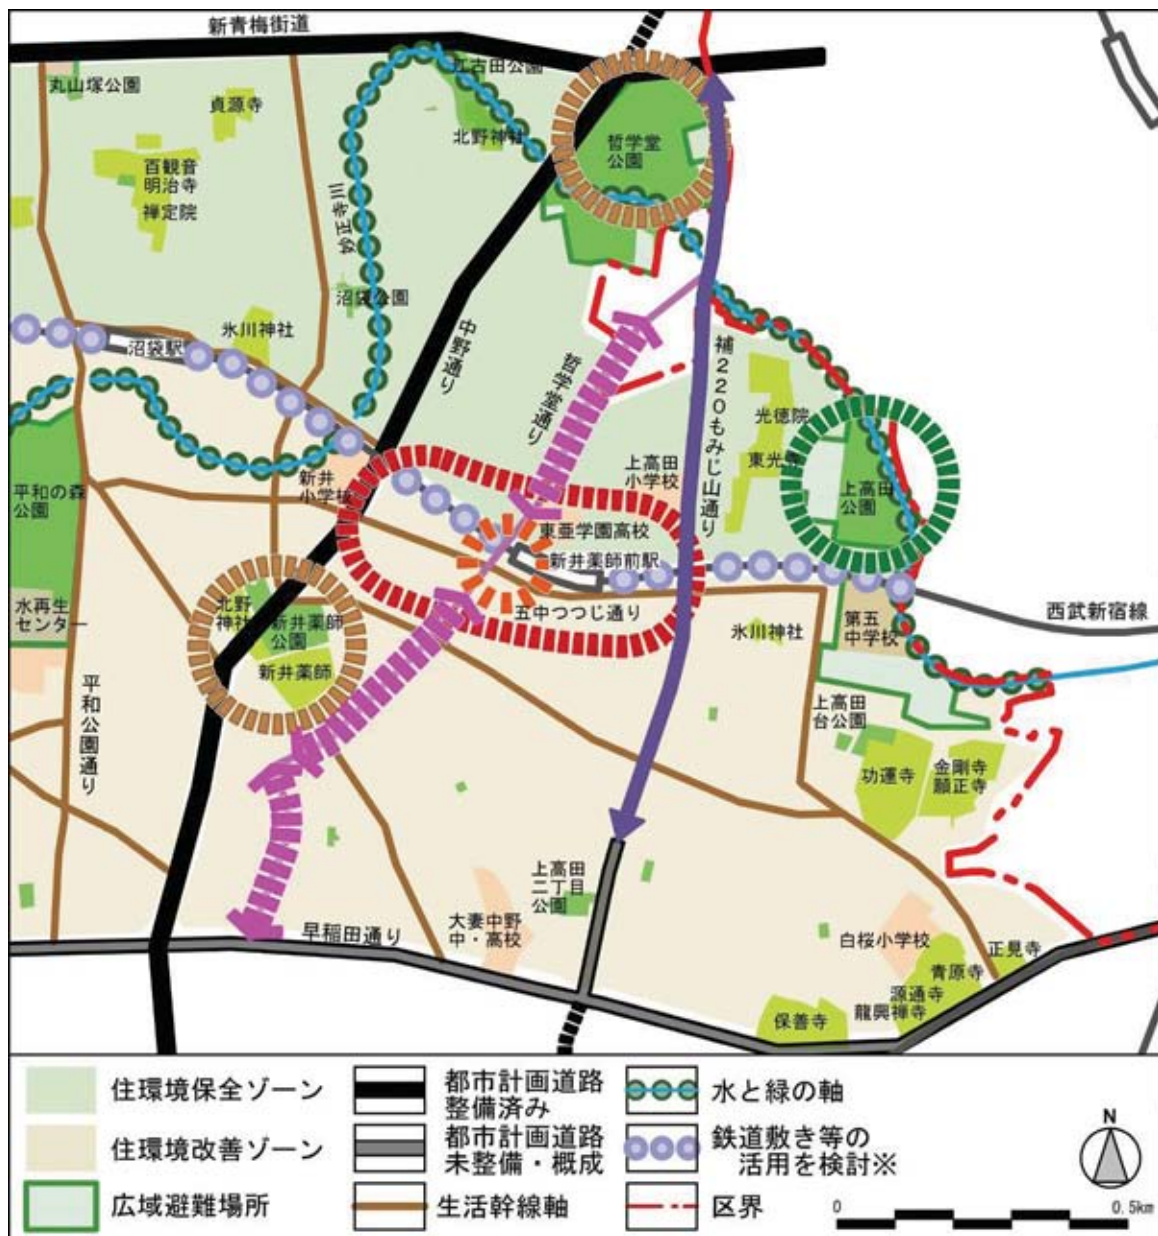 新青梅街道
丸山塚公園
江古田公園
貞源寺
北野神社
哲学堂
公園
百観音
明治寺
禅定院
妙正寺川
沼袋公園
氷川神社
沼袋駅
中野通り
哲学堂通り
補220もみじ山通り
光徳院
東光寺
上高田
小学校
上高田
公園
新井
小学校
平和の森
公園
東亜学園高校
新井薬師前駅
五中つつじ通り
西武新宿線
水再生
センター
北野
神社
新井薬師
公園
新井薬師
氷川神社
第五
中学校
平和公園通り
上高田
台公園
功運寺
金剛寺
願正寺
上高田
二丁目
公園
早稲田通り
大妻中野
中・高校
白桜小学校
正見寺
青原寺
源通寺
龍興禅寺
保善寺
住環境保全ゾーン
住環境改善ゾーン
広域避難場所
都市計画道路
整備済み
都市計画道路
未整備・概成
生活幹線軸
水と緑の軸
鉄道敷き等の
活用を検討※
区界
N
0
0.5km